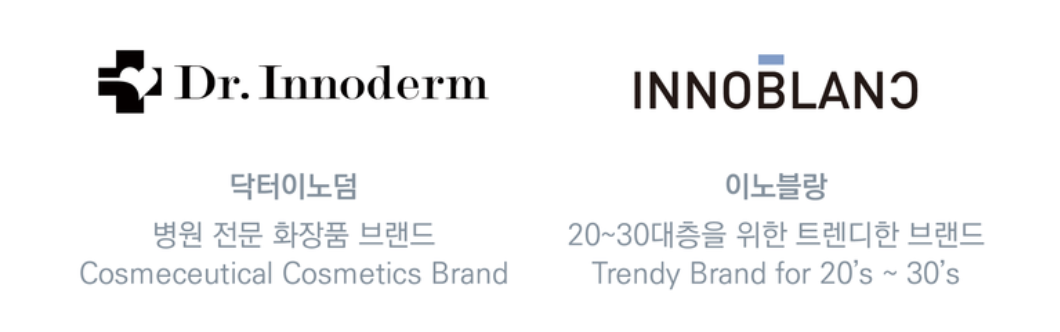 Dr. Innoderm
닥터이노덤
병원 전문 화장품 브랜드
Cosmeceutical Cosmetics Brand
INNOBLANC
이노블랑
20~30대층을 위한 트렌디한 브랜드
Trendy Brand for 20's ~ 30's